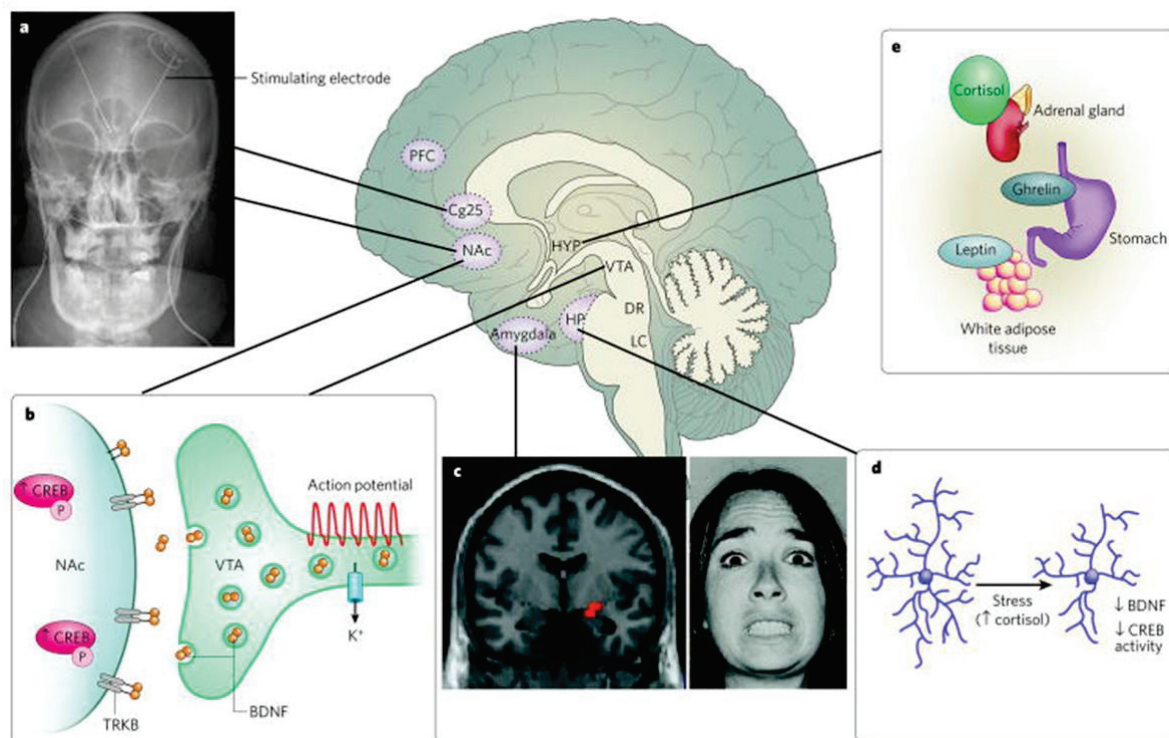 a
Stimulating electrode
PFC
Cg25
NAc
HYP
VTA
DR
LC
HP
Amygdala
e
Cortisol
Adrenal gland
Ghrelin
Stomach
Leptin
White adipose
tissue
b
↑ CREB
P
NAc
↑ CREB
P
TRKB
VTA
Action potential
K⁺
BDNF
c
d
Stress
(↑ cortisol)
↓ BDNF
↓ CREB
activity